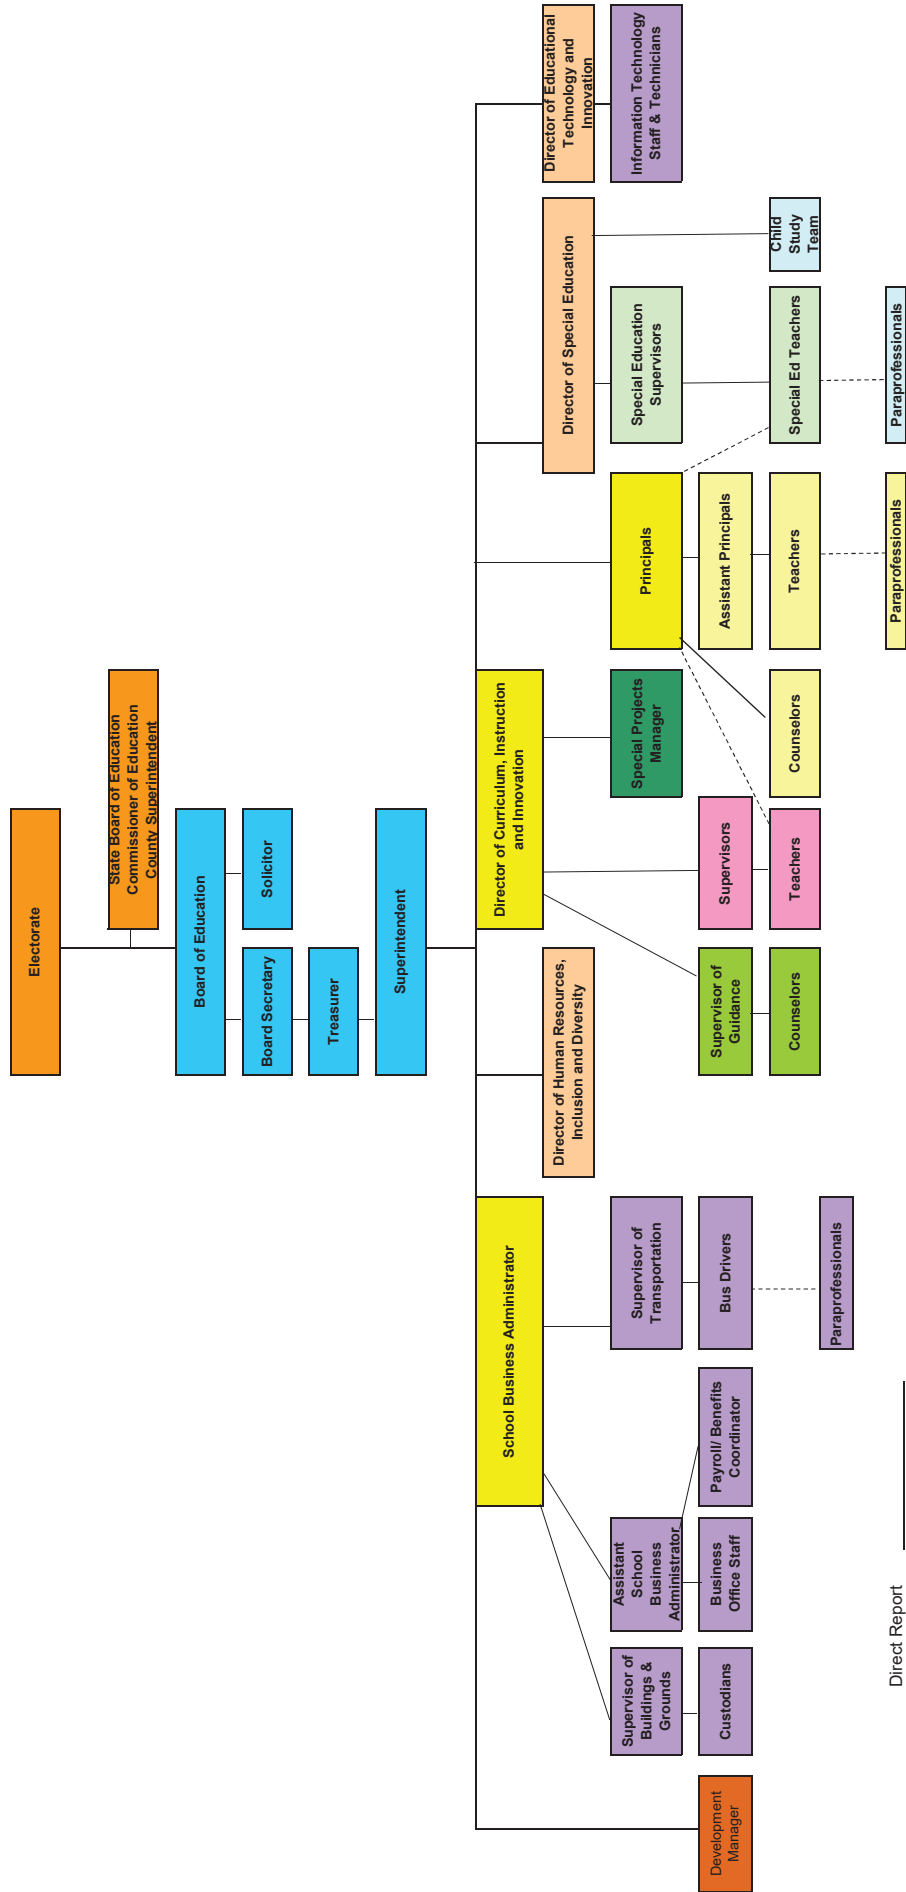 Electorate
State Board of Education
Commissioner of Education
County Superintendent
Board of Education
Board Secretary
Solicitor
Treasurer
Superintendent
School Business Administrator
Director of Curriculum, Instruction
and Innovation
Director of Human Resources,
Inclusion and Diversity
Director of Special Education
Director of Educational
Technology and
Innovation
Supervisor of
Buildings &
Grounds
Assistant
School
Business
Administrator
Supervisor of
Transportation
Special Projects
Manager
Principals
Special Education
Supervisors
Information Technology
Staff & Technicians
Development
Manager
Custodians
Business
Office Staff
Payroll/ Benefits
Coordinator
Bus Drivers
Supervisor of
Guidance
Supervisors
Assistant Principals
Counselors
Teachers
Counselors
Teachers
Special Ed Teachers
Child
Study
Team
Paraprofessionals
Paraprofessionals
Paraprofessionals
Direct Report